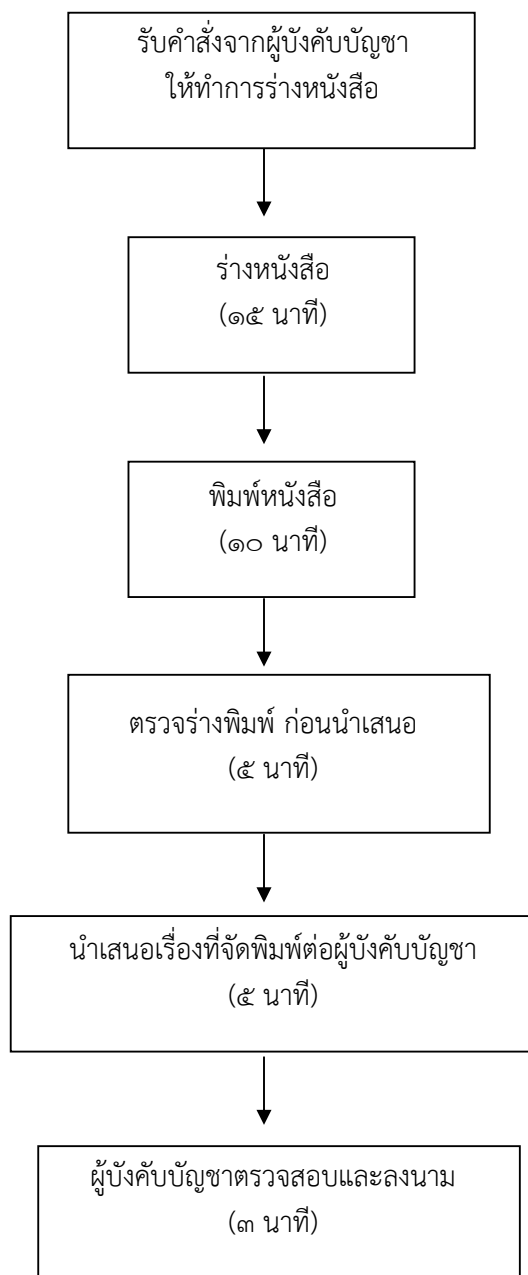 รับคำสั่งจากผู้บังคับบัญชา
ให้ทำการร่างหนังสือ
ร่างหนังสือ
(๑๕ นาที)
พิมพ์หนังสือ
(๑๐ นาที)
ตรวจร่างพิมพ์ ก่อนนำเสนอ
(๕ นาที)
นำเสนอเรื่องที่จัดพิมพ์ต่อผู้บังคับบัญชา
(๕ นาที)
ผู้บังคับบัญชาตรวจสอบและลงนาม
(๓ นาที)